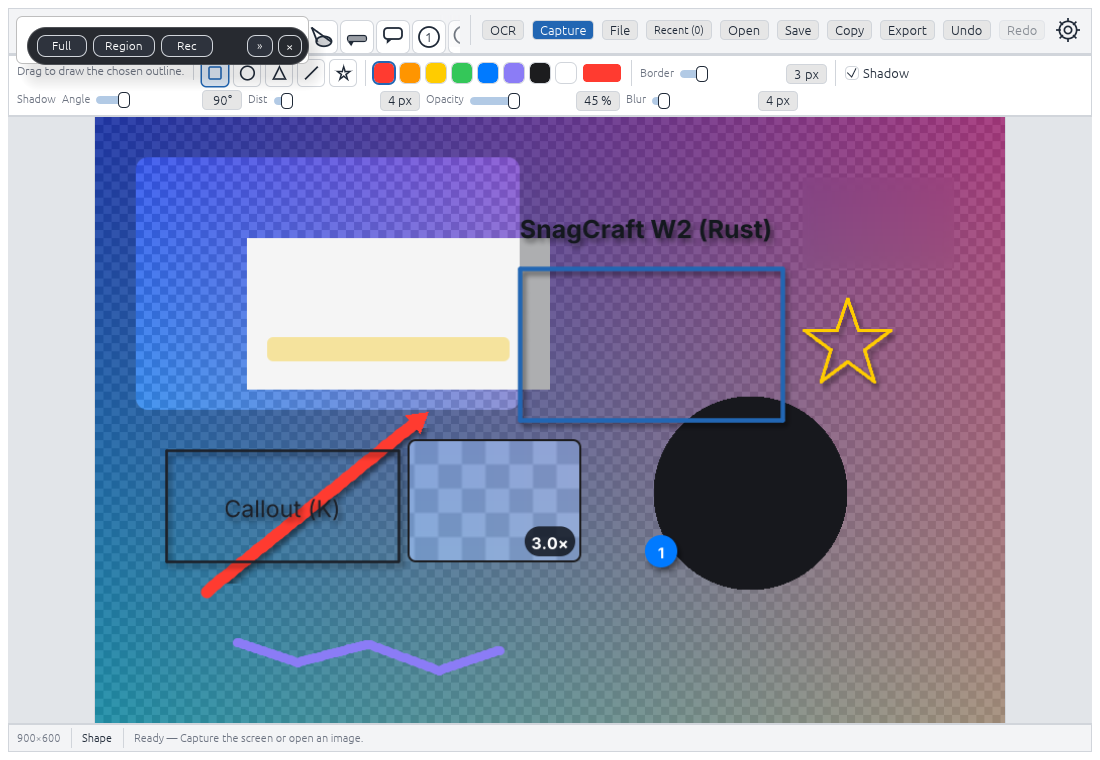 Full Region Rec » × 1 OCR Capture File Recent (0) Open Save Copy Export Undo Redo
Drag to draw the chosen outline. Border 3 px Shadow
Shadow Angle 90° Dist 4 px Opacity 45 % Blur 4 px
SnagCraft W2 (Rust)
Callout (K)
3.0×
1
900×600 Shape Ready — Capture the screen or open an image.